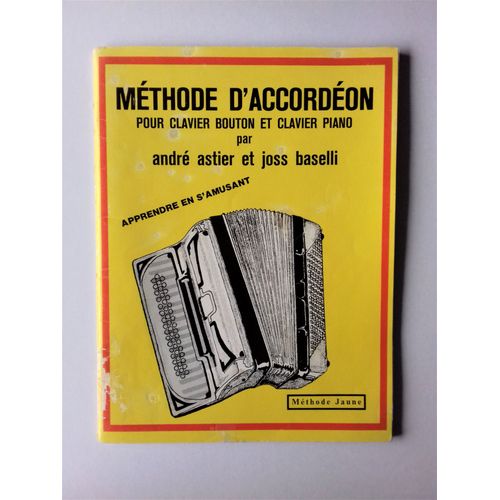 MÉTHODE D'ACCORDÉON
POUR CLAVIER BOUTON ET CLAVIER PIANO
par
andré astier et joss baselli
APPRENDRE EN S'AMUSANT
Méthode Jaune